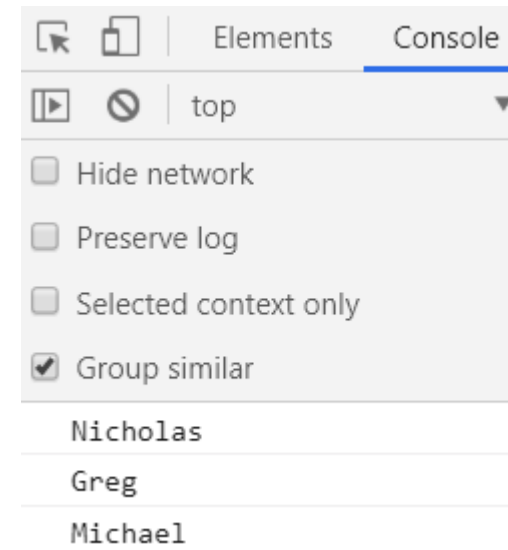 Elements Console
top
Hide network
Preserve log
Selected context only
Group similar
Nicholas
Greg
Michael